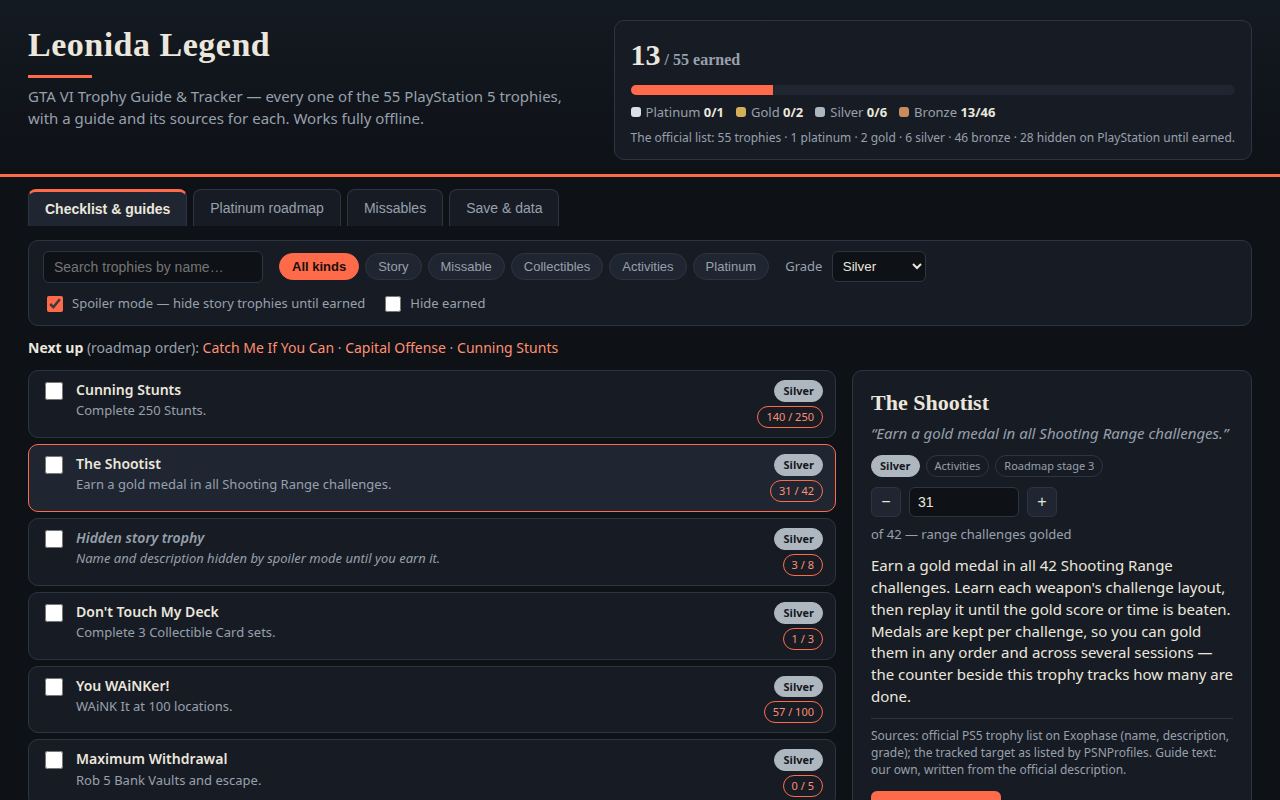 Leonida Legend
GTA VI Trophy Guide & Tracker — every one of the 55 PlayStation 5 trophies,
with a guide and its sources for each. Works fully offline.
13 / 55 earned
Platinum 0/1 Gold 0/2 Silver 0/6 Bronze 13/46
The official list: 55 trophies · 1 platinum · 2 gold · 6 silver · 46 bronze · 28 hidden on PlayStation until earned.
Checklist & guides Platinum roadmap Missables Save & data
Search trophies by name… All kinds Story Missable Collectibles Activities Platinum Grade Silver
Spoiler mode — hide story trophies until earned Hide earned
Next up (roadmap order): Catch Me If You Can · Capital Offense · Cunning Stunts
Cunning Stunts Silver
Complete 250 Stunts. 140 / 250
The Shootist Silver
Earn a gold medal in all Shooting Range challenges. 31 / 42
Hidden story trophy Silver
Name and description hidden by spoiler mode until you earn it. 3 / 8
Don't Touch My Deck Silver
Complete 3 Collectible Card sets. 1 / 3
You WAiNKer! Silver
WAiNK It at 100 locations. 57 / 100
Maximum Withdrawal Silver
Rob 5 Bank Vaults and escape. 0 / 5
The Shootist
“Earn a gold medal in all Shooting Range challenges.”
Silver Activities Roadmap stage 3
− 31 +
of 42 — range challenges golded
Earn a gold medal in all 42 Shooting Range
challenges. Learn each weapon's challenge layout,
then replay it until the gold score or time is beaten.
Medals are kept per challenge, so you can gold
them in any order and across several sessions —
the counter beside this trophy tracks how many are
done.
Sources: official PS5 trophy list on Exophase (name, description,
grade); the tracked target as listed by PSNProfiles. Guide text:
our own, written from the official description.